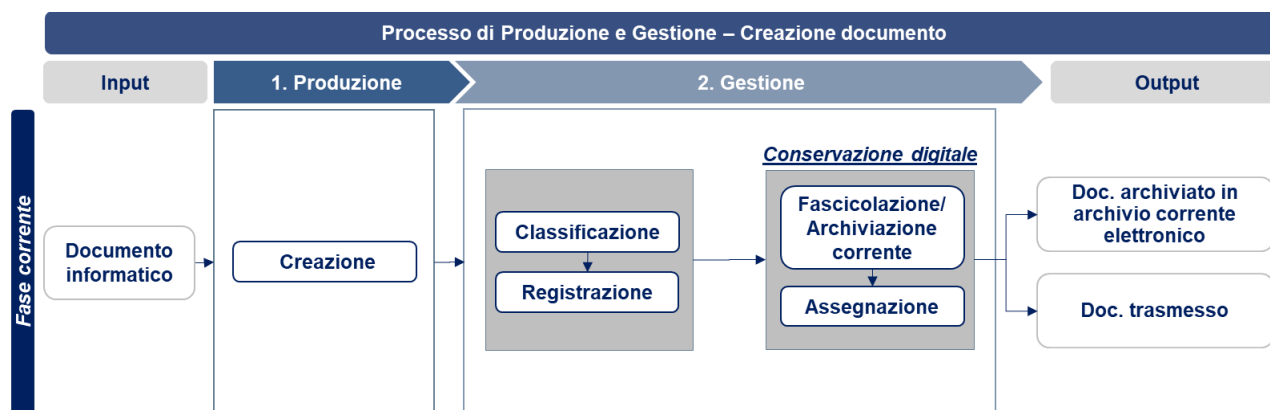 Processo di Produzione e Gestione – Creazione documento
Input
1. Produzione
2. Gestione
Output
Fase corrente
Documento
informatico
Creazione
Classificazione
Registrazione
Conservazione digitale
Fascicolazione/
Archiviazione
corrente
Assegnazione
Doc. archiviato in
archivio corrente
elettronico
Doc. trasmesso